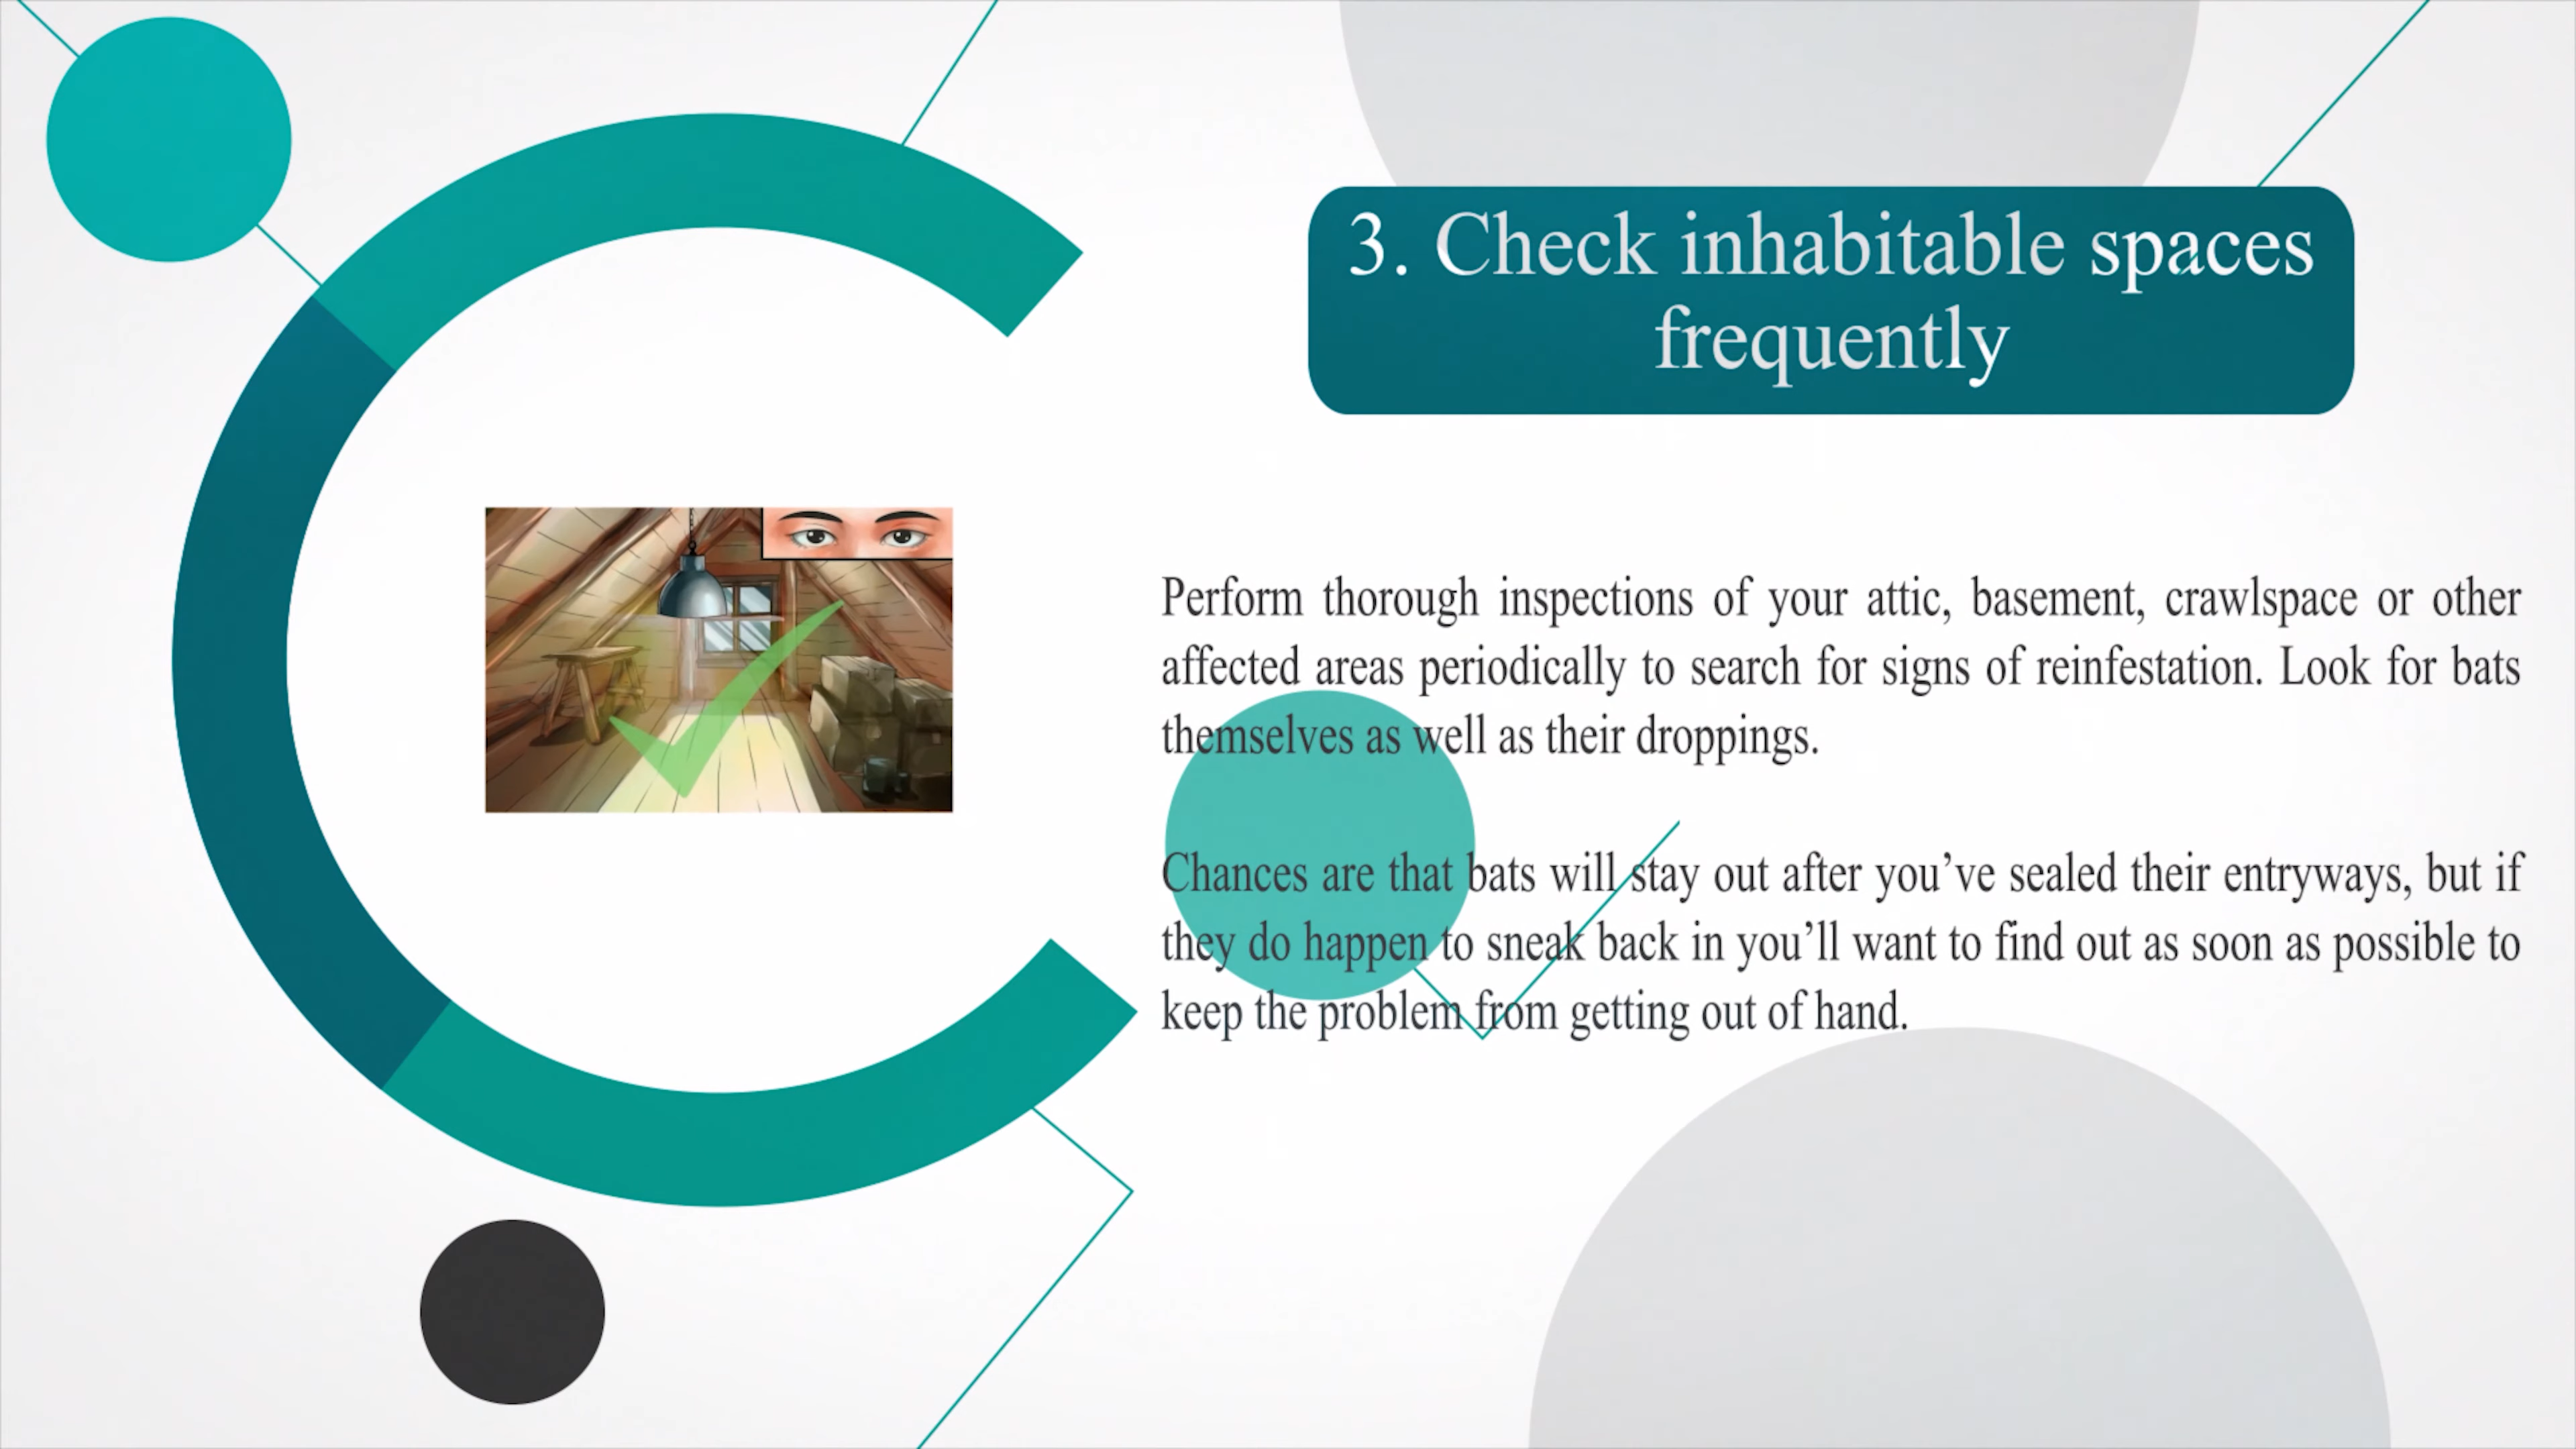 3. Check inhabitable spaces
frequently
Perform thorough inspections of your attic, basement, crawlspace or other
affected areas periodically to search for signs of reinfestation. Look for bats
themselves as well as their droppings.
Chances are that bats will stay out after you’ve sealed their entryways, but if
they do happen to sneak back in you’ll want to find out as soon as possible to
keep the problem from getting out of hand.